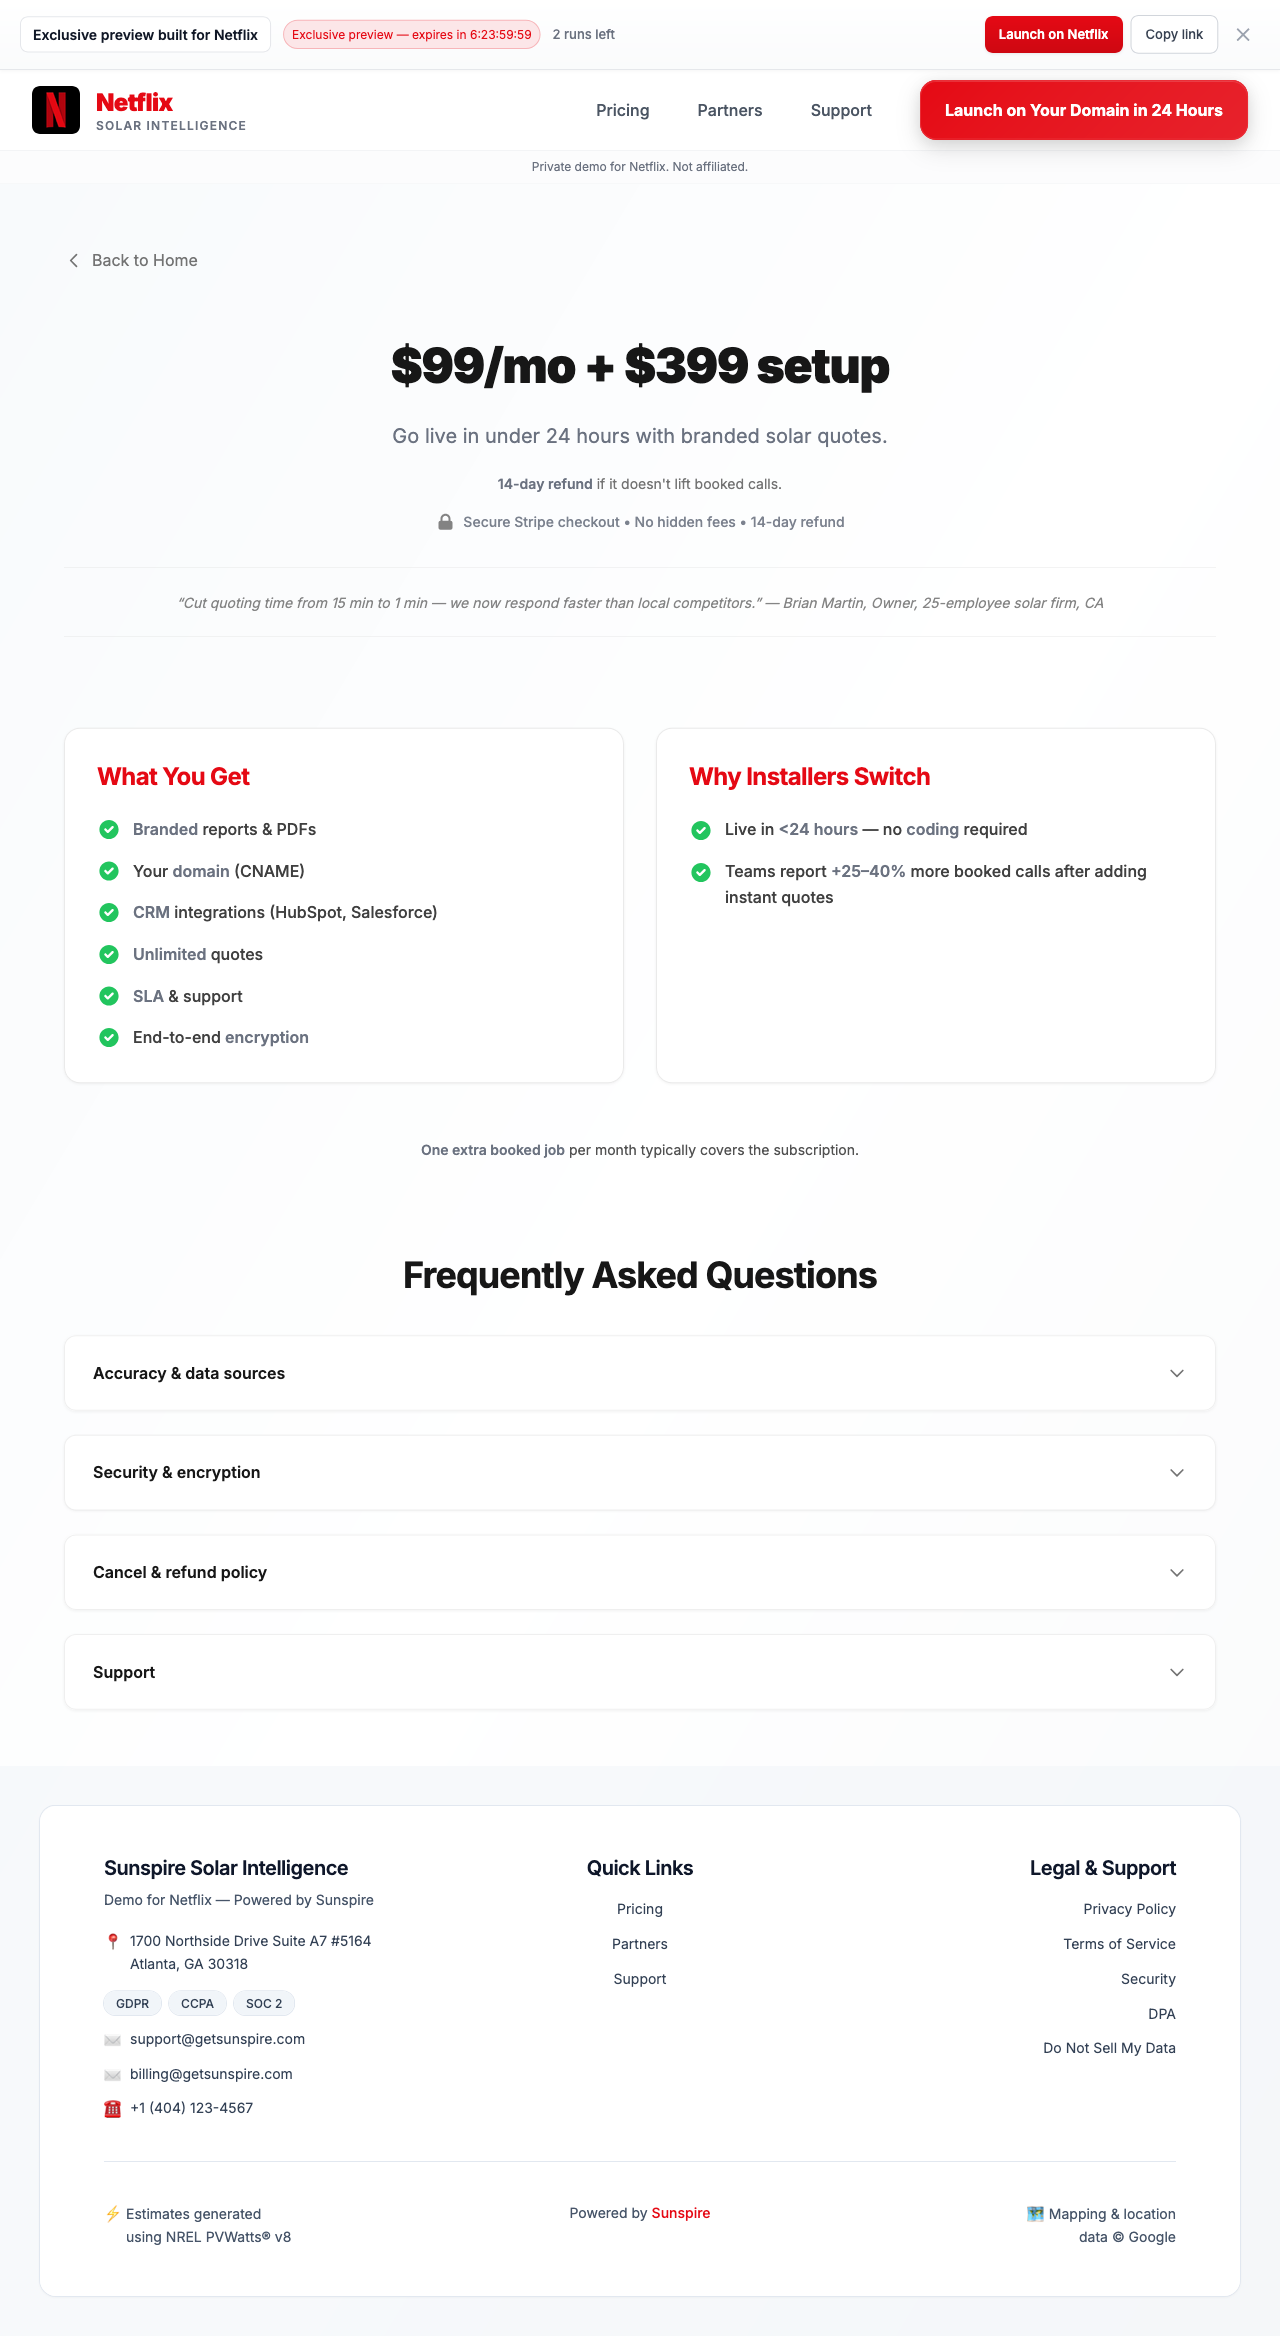 Exclusive preview built for Netflix
Exclusive preview — expires in 6:23:59:59
2 runs left
Launch on Netflix
Copy link
Netflix
SOLAR INTELLIGENCE
Pricing
Partners
Support
Launch on Your Domain in 24 Hours
Private demo for Netflix. Not affiliated.
Back to Home
$99/mo + $399 setup
Go live in under 24 hours with branded solar quotes.
14-day refund if it doesn't lift booked calls.
Secure Stripe checkout • No hidden fees • 14-day refund
“Cut quoting time from 15 min to 1 min — we now respond faster than local competitors.” — Brian Martin, Owner, 25-employee solar firm, CA
What You Get
Branded reports & PDFs
Your domain (CNAME)
CRM integrations (HubSpot, Salesforce)
Unlimited quotes
SLA & support
End-to-end encryption
Why Installers Switch
Live in <24 hours — no coding required
Teams report +25–40% more booked calls after adding
instant quotes
One extra booked job per month typically covers the subscription.
Frequently Asked Questions
Accuracy & data sources
Security & encryption
Cancel & refund policy
Support
Sunspire Solar Intelligence
Demo for Netflix — Powered by Sunspire
1700 Northside Drive Suite A7 #5164
Atlanta, GA 30318
GDPR
CCPA
SOC 2
support@getsunspire.com
billing@getsunspire.com
+1 (404) 123-4567
Quick Links
Pricing
Partners
Support
Legal & Support
Privacy Policy
Terms of Service
Security
DPA
Do Not Sell My Data
Estimates generated
using NREL PVWatts® v8
Powered by Sunspire
Mapping & location
data © Google